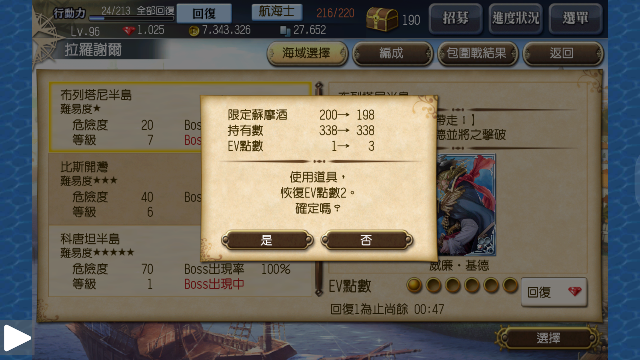 行動力 24/213 全部回復 回復 航海士 216/220 190 招募 進度狀況 選單
Lv.96 1.025 7,343.326 27.652
拉羅謝爾 海域選擇 編成 包圍戰結果 返回
布列塔尼半島
難易度★
危險度 20
等級 7
比斯開灣
難易度★★★
危險度 40
等級 6
科唐坦半島
難易度★★★★★
危險度 70 Boss出現率 100%
等級 1 Boss出現中
限定蘇摩酒 200→ 198
持有數 338→ 338
EV點數 1→ 3
使用道具，
恢復EV點數2。
確定嗎？
是 否
威廉・基德
EV點數 回復
回復1為止尚餘 00:47
選擇